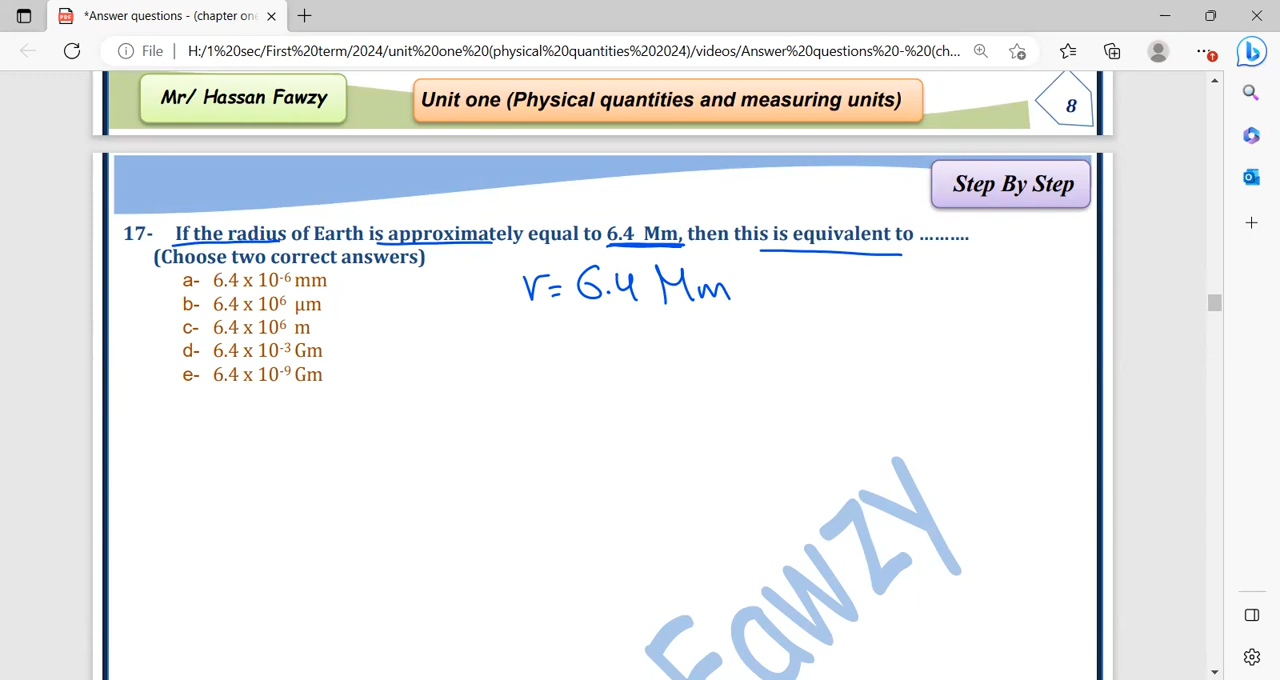 *Answer questions - (chapter one
File
H:/1%20sec/First%20term/2024/unit%20one%20(physical%20quantities%202024)/videos/Answer%20questions%20-%20(ch...
Mr/ Hassan Fawzy
Unit one (Physical quantities and measuring units)
8
Step By Step
17- If the radius of Earth is approximately equal to 6.4 Mm, then this is equivalent to ..........
(Choose two correct answers)
a- 6.4 x 10⁻⁶ mm
b- 6.4 x 10⁶ μm
c- 6.4 x 10⁶ m
d- 6.4 x 10⁻³ Gm
e- 6.4 x 10⁻⁹ Gm
r = 6.4 Mm
Fawzy